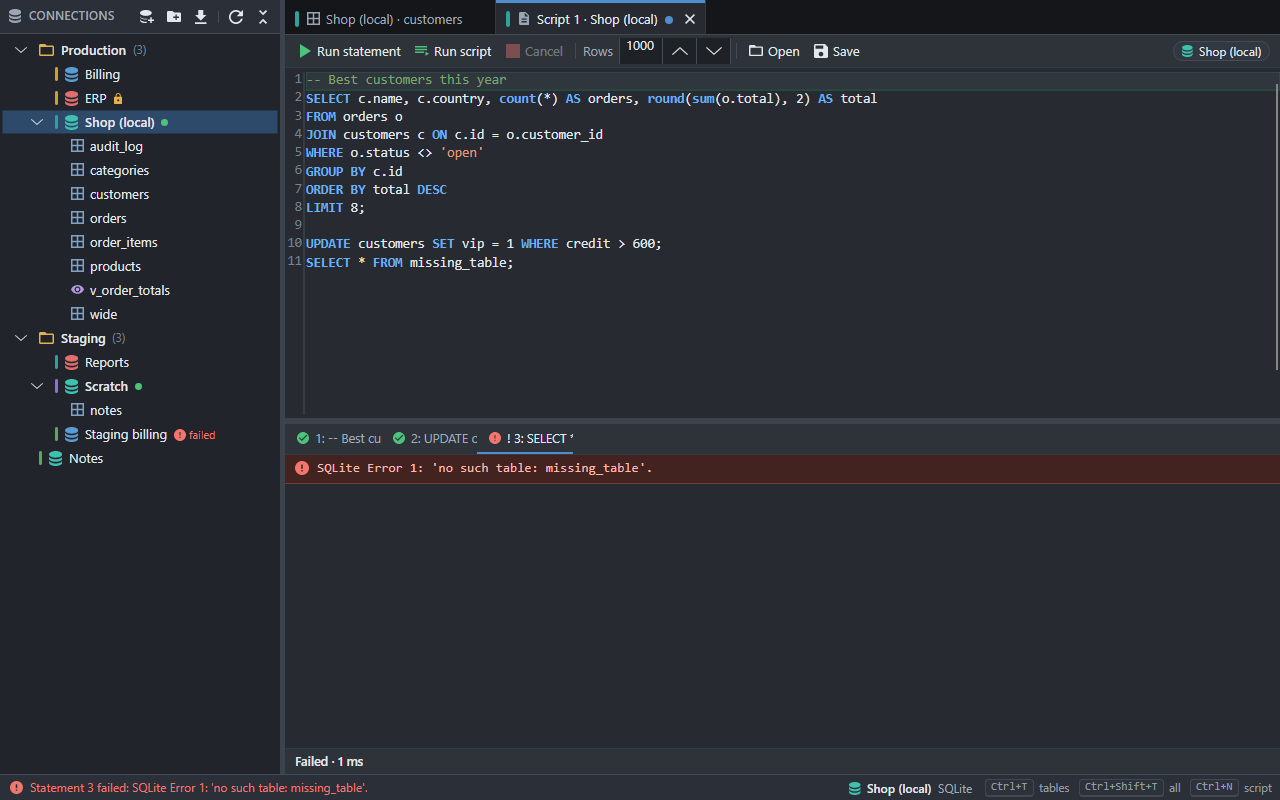 CONNECTIONS
Production (3)
Billing
ERP
Shop (local)
audit_log
categories
customers
orders
order_items
products
v_order_totals
wide
Staging (3)
Reports
Scratch
notes
Staging billing failed
Notes
Shop (local) · customers
Script 1 · Shop (local)
Run statement Run script Cancel Rows 1000 Open Save Shop (local)
1 -- Best customers this year
2 SELECT c.name, c.country, count(*) AS orders, round(sum(o.total), 2) AS total
3 FROM orders o
4 JOIN customers c ON c.id = o.customer_id
5 WHERE o.status <> 'open'
6 GROUP BY c.id
7 ORDER BY total DESC
8 LIMIT 8;
9
10 UPDATE customers SET vip = 1 WHERE credit > 600;
11 SELECT * FROM missing_table;
1: -- Best cu 2: UPDATE c ! 3: SELECT *
SQLite Error 1: 'no such table: missing_table'.
Failed · 1 ms
Statement 3 failed: SQLite Error 1: 'no such table: missing_table'.
Shop (local) SQLite Ctrl+T tables Ctrl+Shift+T all Ctrl+N script